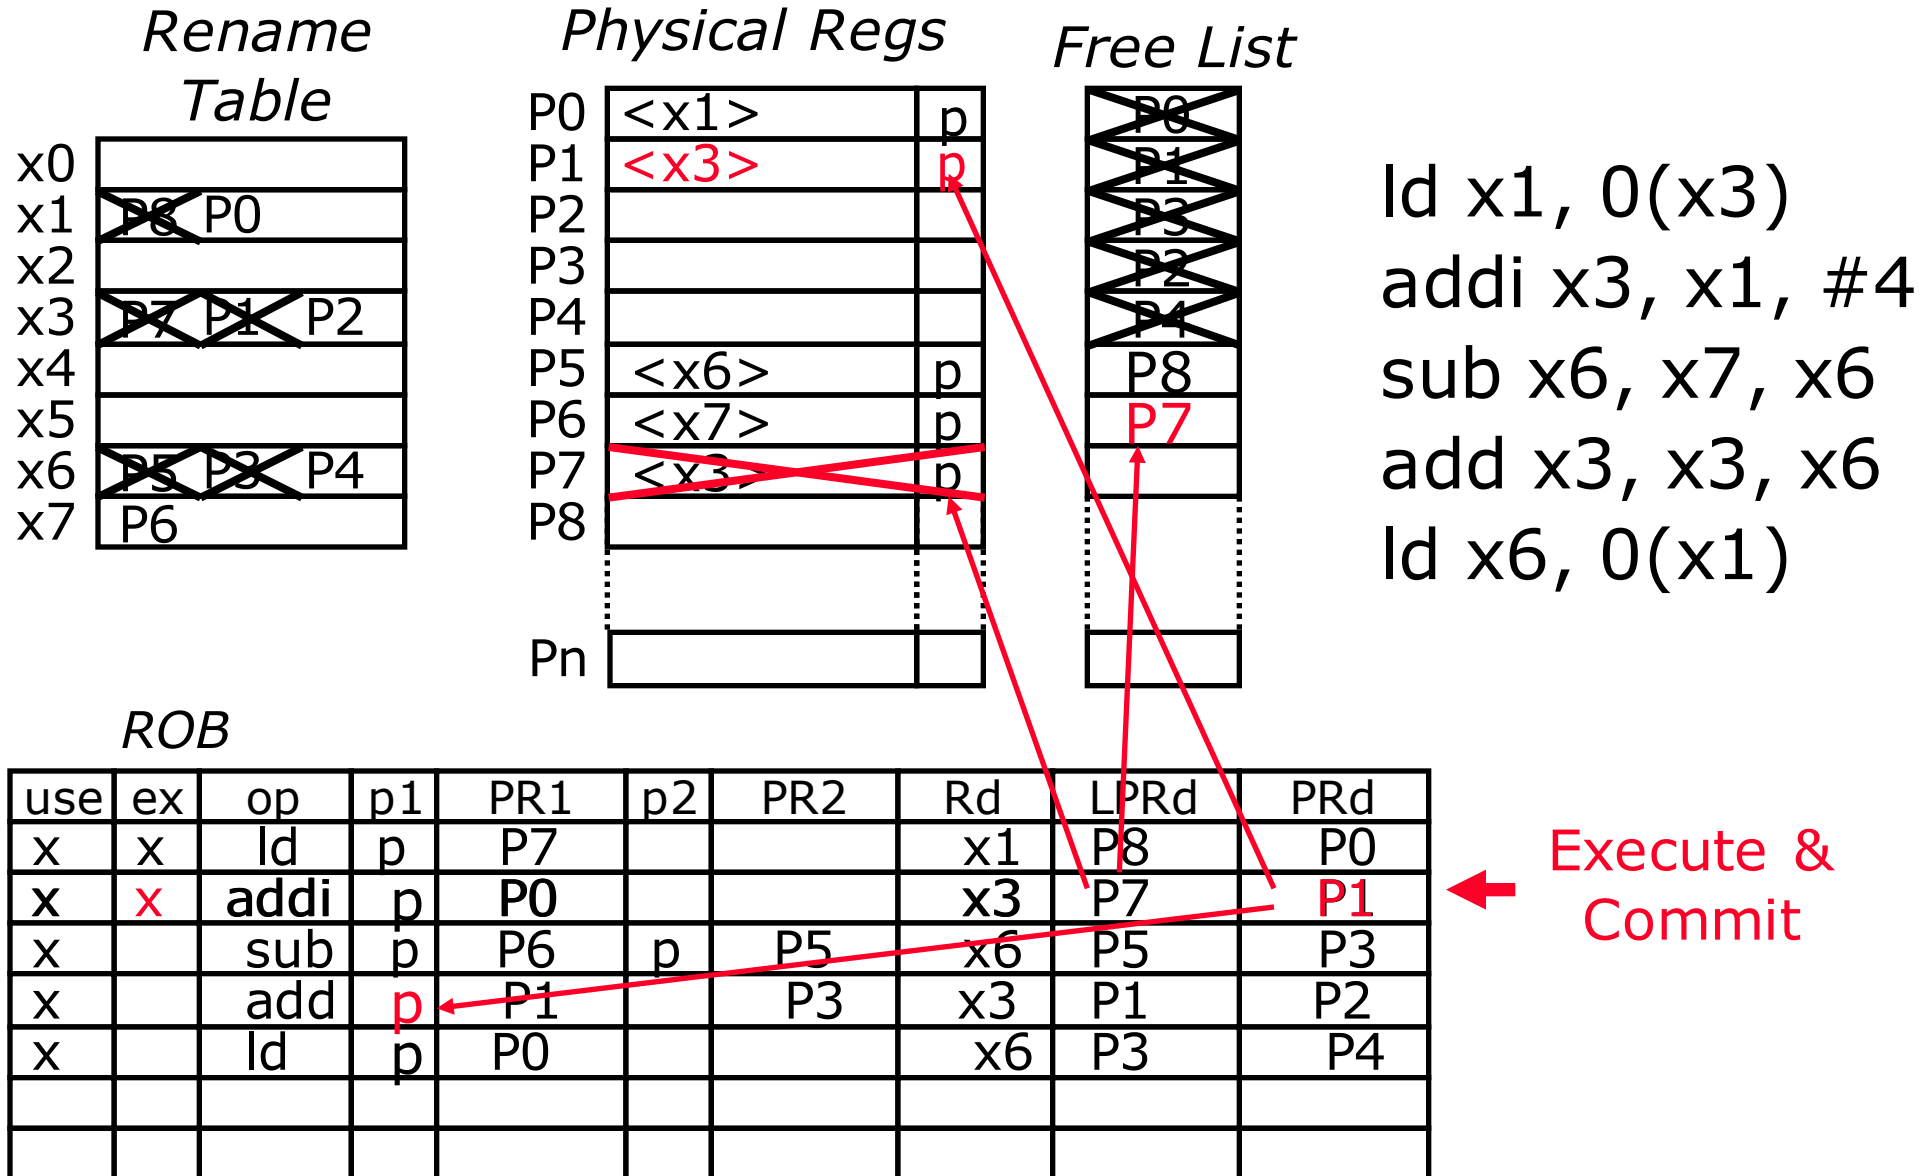 Rename
Table
x0
x1 P8 P0
x2
x3 P7 P1 P2
x4
x5
x6 P5 P3 P4
x7 P6
Physical Regs
P0 <x1> p
P1 <x3> p
P2
P3
P4
P5 <x6> p
P6 <x7> p
P7 <x3> p
P8
Pn
Free List
P0
P1
P3
P2
P4
P8
P7
ld x1, 0(x3)
addi x3, x1, #4
sub x6, x7, x6
add x3, x3, x6
ld x6, 0(x1)
ROB
use ex op p1 PR1 p2 PR2 Rd LPRd PRd
x x ld p P7 x1 P8 P0
x x addi p P0 x3 P7 P1
x sub p P6 p P5 x6 P5 P3
x add p P1 P3 x3 P1 P2
x ld p P0 x6 P3 P4
Execute &
Commit